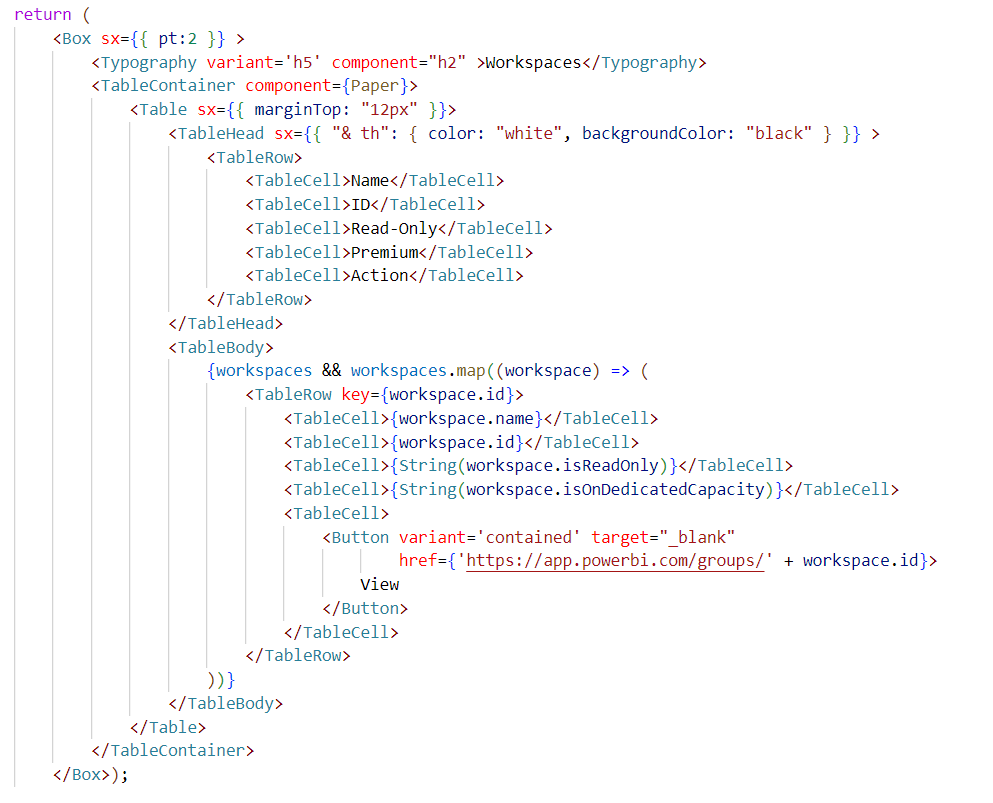 return (
<Box sx={{ pt:2 }} >
<Typography variant='h5' component="h2" >Workspaces</Typography>
<TableContainer component={Paper}>
<Table sx={{ marginTop: "12px" }}>
<TableHead sx={{ "& th": { color: "white", backgroundColor: "black" } }} >
<TableRow>
<TableCell>Name</TableCell>
<TableCell>ID</TableCell>
<TableCell>Read-Only</TableCell>
<TableCell>Premium</TableCell>
<TableCell>Action</TableCell>
</TableRow>
</TableHead>
<TableBody>
{workspaces && workspaces.map((workspace) => (
<TableRow key={workspace.id}>
<TableCell>{workspace.name}</TableCell>
<TableCell>{workspace.id}</TableCell>
<TableCell>{String(workspace.isReadOnly)}</TableCell>
<TableCell>{String(workspace.isOnDedicatedCapacity)}</TableCell>
<TableCell>
<Button variant='contained' target="_blank"
href={'https://app.powerbi.com/groups/' + workspace.id}>
View
</Button>
</TableCell>
</TableRow>
))}
</TableBody>
</Table>
</TableContainer>
</Box>);